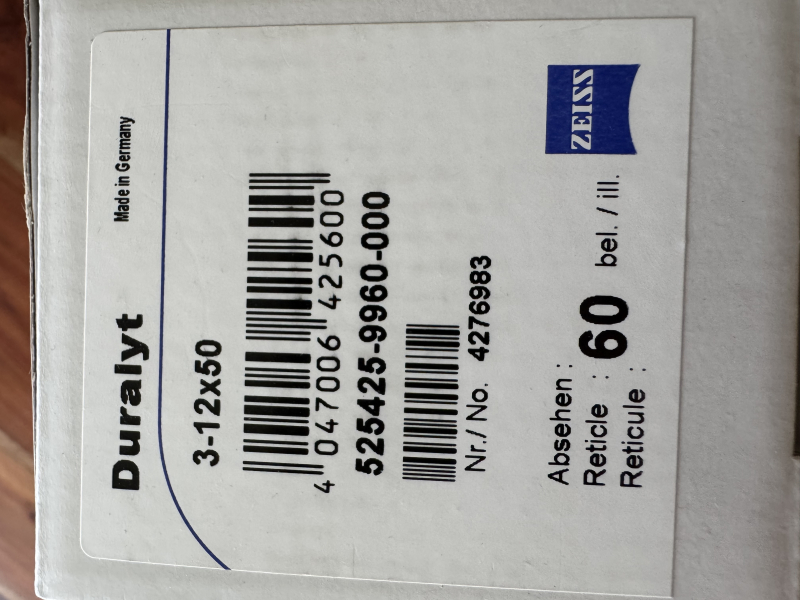 Duralyt
Made in Germany
3-12x50
4 047006 425600
525425-9960-000
Nr./ No. 4276983
Absehen :
Reticle : 60 bel. / ill.
Reticule :
ZEISS